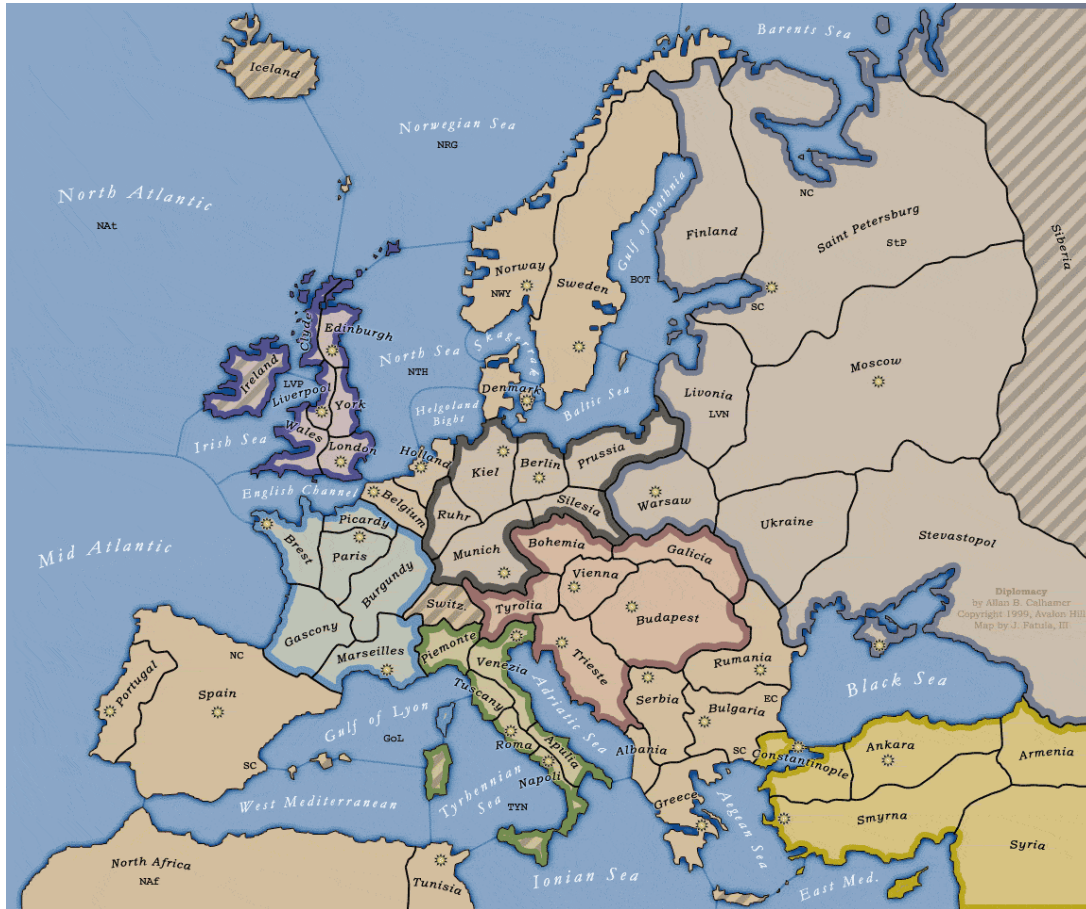 Barents Sea
Iceland
Norwegian Sea
NRG
North Atlantic
NAt
NC
Saint Petersburg
StP
Siberia
Finland
Gulf of Bothnia
BOT
Norway
NWY
Sweden
SC
Clyde
Edinburgh
North Sea
NTH
Skagerrak
Moscow
Ireland
LVP
Liverpool
York
Denmark
Baltic Sea
Livonia
LVN
Helgoland
Bight
Irish Sea
Wales
London
Holland
Kiel
Berlin
Prussia
English Channel
Belgium
Ruhr
Silesia
Warsaw
Ukraine
Stevastopol
Mid Atlantic
Brest
Picardy
Paris
Burgundy
Munich
Bohemia
Galicia
Vienna
Switz.
Tyrolia
Budapest
Diplomacy
by Allan B. Calhamer
Copyright 1999, Avalon Hill
Map by J. Fatula, III
Gascony
Marseilles
Piemonte
Venezia
Trieste
Rumania
Black Sea
NC
Portugal
Spain
Gulf of Lyon
GoL
Tuscany
Adriatic Sea
Serbia
EC
Bulgaria
SC
Roma
Apulia
Albania
Constantinople
Ankara
Armenia
SC
Napoli
Tyrhennian
Sea
TYN
West Mediterranean
Greece
Aegean Sea
Smyrna
Syria
North Africa
NAf
Tunisia
Ionian Sea
East Med.